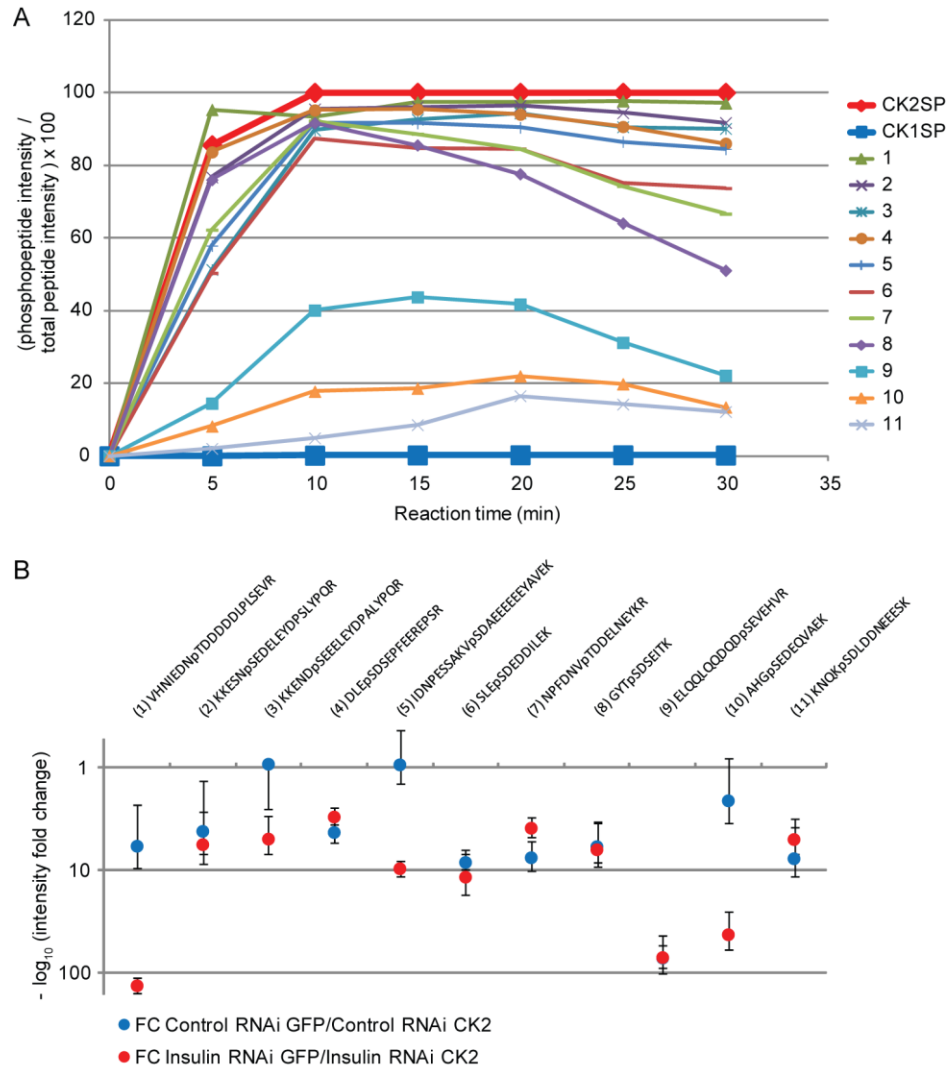 A
120
100
80
60
40
20
0
(phosphopeptide intensity /
total peptide intensity ) x 100
0 5 10 15 20 25 30 35
Reaction time (min)
CK2SP
CK1SP
1
2
3
4
5
6
7
8
9
10
11
B
(1) VHNIEDNpTDDDDDLPLSEVR
(2) KKESNpSEDELEYDPSLYPQR
(3) KKENDpSEEELEYDPALYPQR
(4) DLEpSDSEPFEEREPSR
(5) IDNPESSAKVpSDAEEEEEEYAVEK
(6) SLEpSDEDDILEK
(7) NPFDNVpTDDELNEYKR
(8) GYTpSDSEITK
(9) ELQQLQQDQDpSEVEHVR
(10) AHGpSEDEQVAEK
(11) KNQKpSDLDDNEEESK
1
10
100
- log10 (intensity fold change)
FC Control RNAi GFP/Control RNAi CK2
FC Insulin RNAi GFP/Insulin RNAi CK2